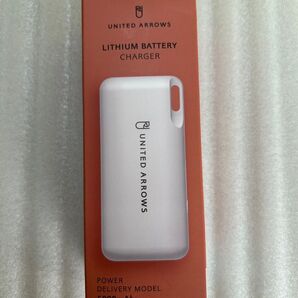 UNITED ARROWS
LITHIUM BATTERY
CHARGER
UNITED ARROWS
POWER
DELIVERY MODEL